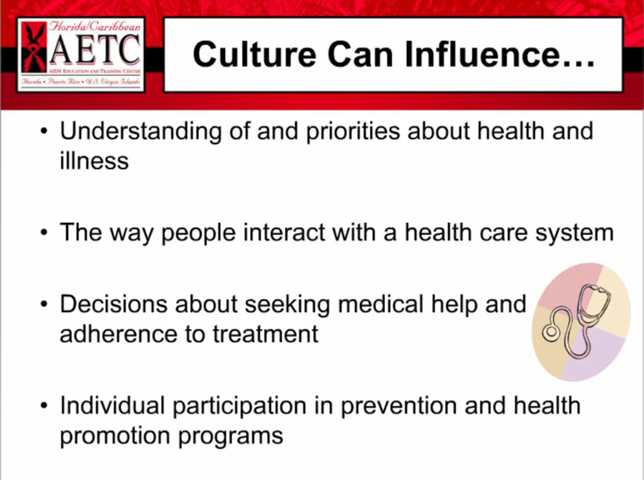 Florida/Caribbean
AETC
AIDS EDUCATION AND TRAINING CENTER
Florida • Puerto Rico • U.S. Virgin Islands
Culture Can Influence…
• Understanding of and priorities about health and
illness
• The way people interact with a health care system
• Decisions about seeking medical help and
adherence to treatment
• Individual participation in prevention and health
promotion programs